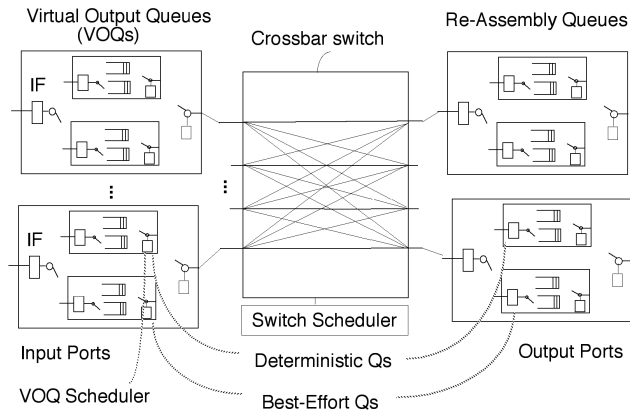 Virtual Output Queues
(VOQs)
Crossbar switch
Re-Assembly Queues
IF
IF
Switch Scheduler
Input Ports
Deterministic Qs
Output Ports
VOQ Scheduler
Best-Effort Qs